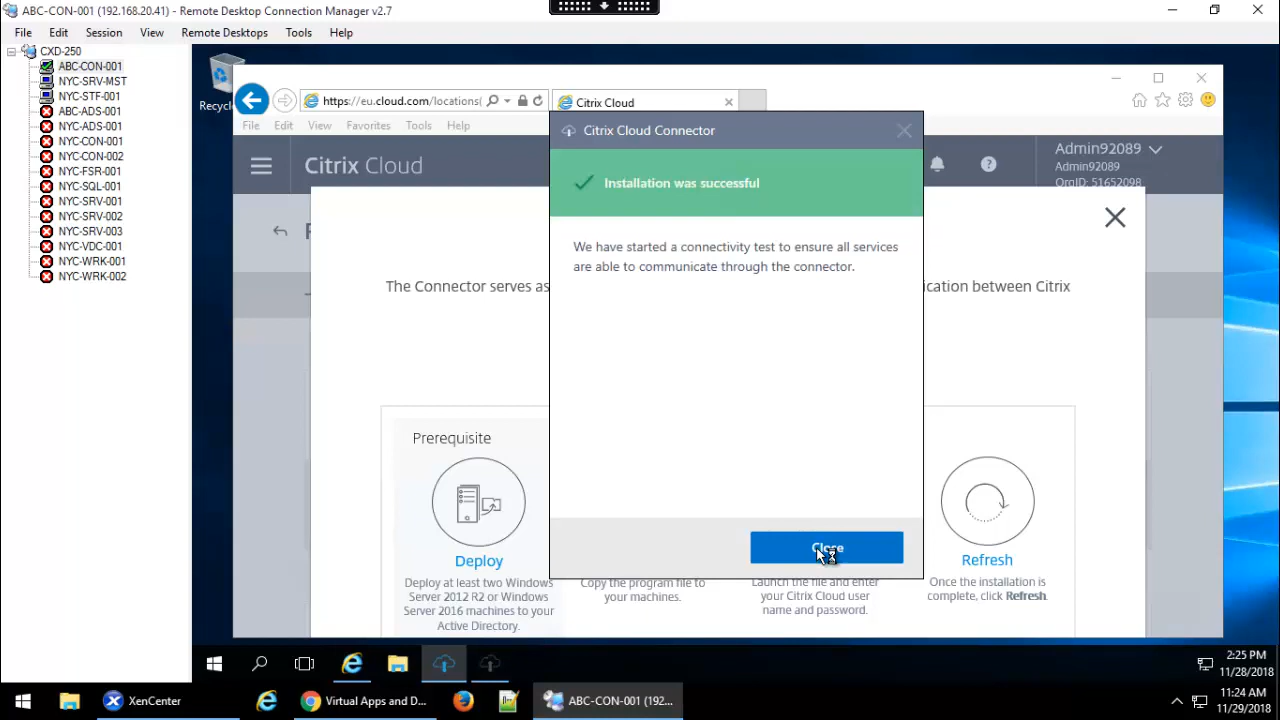 ABC-CON-001 (192.168.20.41) - Remote Desktop Connection Manager v2.7
File Edit Session View Remote Desktops Tools Help
CXD-250
ABC-CON-001
NYC-SRV-MST
NYC-STF-001
ABC-ADS-001
NYC-ADS-001
NYC-CON-001
NYC-CON-002
NYC-FSR-001
NYC-SQL-001
NYC-SRV-001
NYC-SRV-002
NYC-SRV-003
NYC-VDC-001
NYC-WRK-001
NYC-WRK-002
Recycl
https://eu.cloud.com/locations(
Citrix Cloud
File Edit View Favorites Tools Help
Citrix Cloud
Admin92089
Admin92089
OrgID: 51652098
Citrix Cloud Connector
Installation was successful
We have started a connectivity test to ensure all services
are able to communicate through the connector.
Close
The Connector serves as
ication between Citrix
Prerequisite
Deploy
Deploy at least two Windows
Server 2012 R2 or Windows
Server 2016 machines to your
Active Directory.
Copy the program file to
your machines.
Launch the file and enter
your Citrix Cloud user
name and password.
Refresh
Once the installation is
complete, click Refresh.
2:25 PM
11/28/2018
XenCenter
Virtual Apps and D...
ABC-CON-001 (192...
11:24 AM
11/29/2018